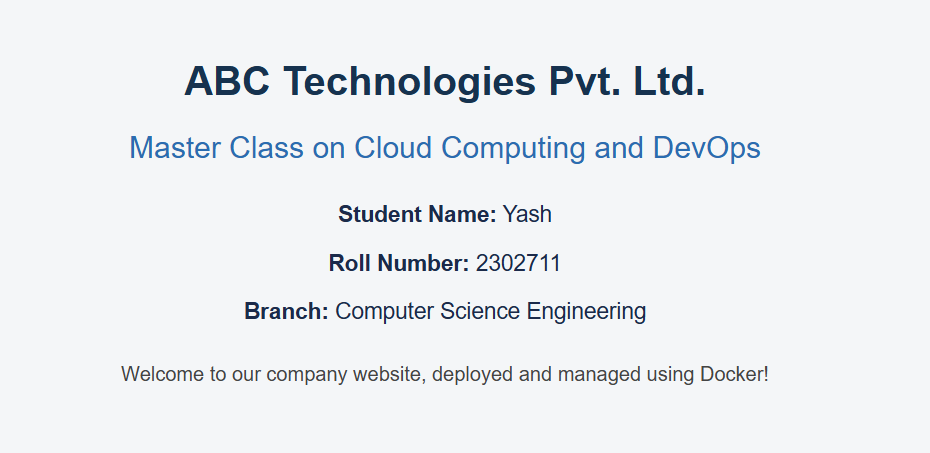 ABC Technologies Pvt. Ltd.
Master Class on Cloud Computing and DevOps
Student Name: Yash
Roll Number: 2302711
Branch: Computer Science Engineering
Welcome to our company website, deployed and managed using Docker!